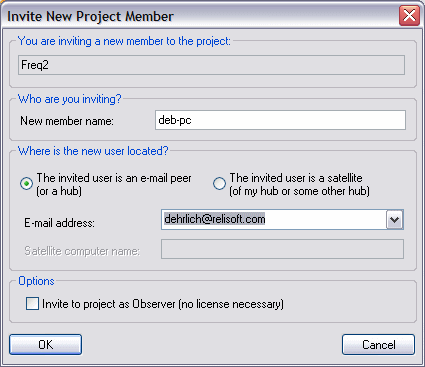 Invite New Project Member
You are inviting a new member to the project:
Freq2
Who are you inviting?
New member name:
deb-pc
Where is the new user located?
The invited user is an e-mail peer
(or a hub)
The invited user is a satellite
(of my hub or some other hub)
E-mail address:
dehrlich@relisoft.com
Satellite computer name:
Options
Invite to project as Observer (no license necessary)
OK
Cancel